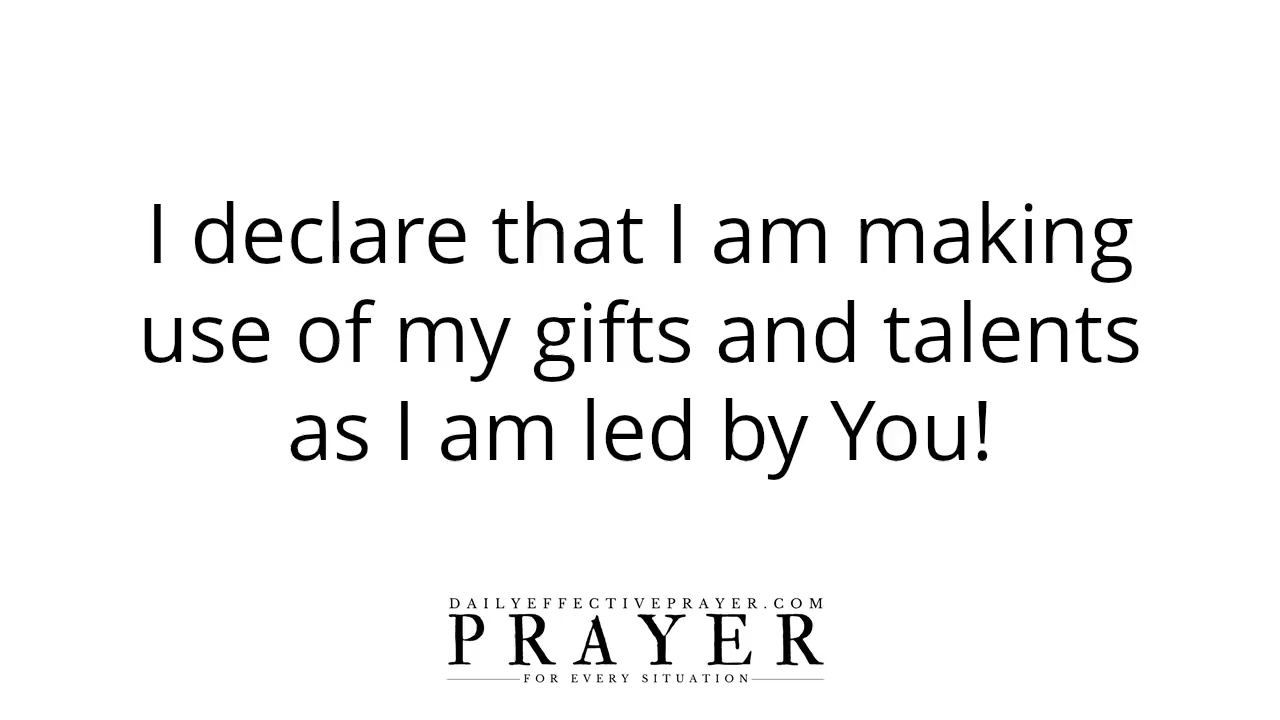 I declare that I am making
use of my gifts and talents
as I am led by You!
DAILYEFFECTIVEPRAYER.COM
PRAYER
FOR EVERY SITUATION